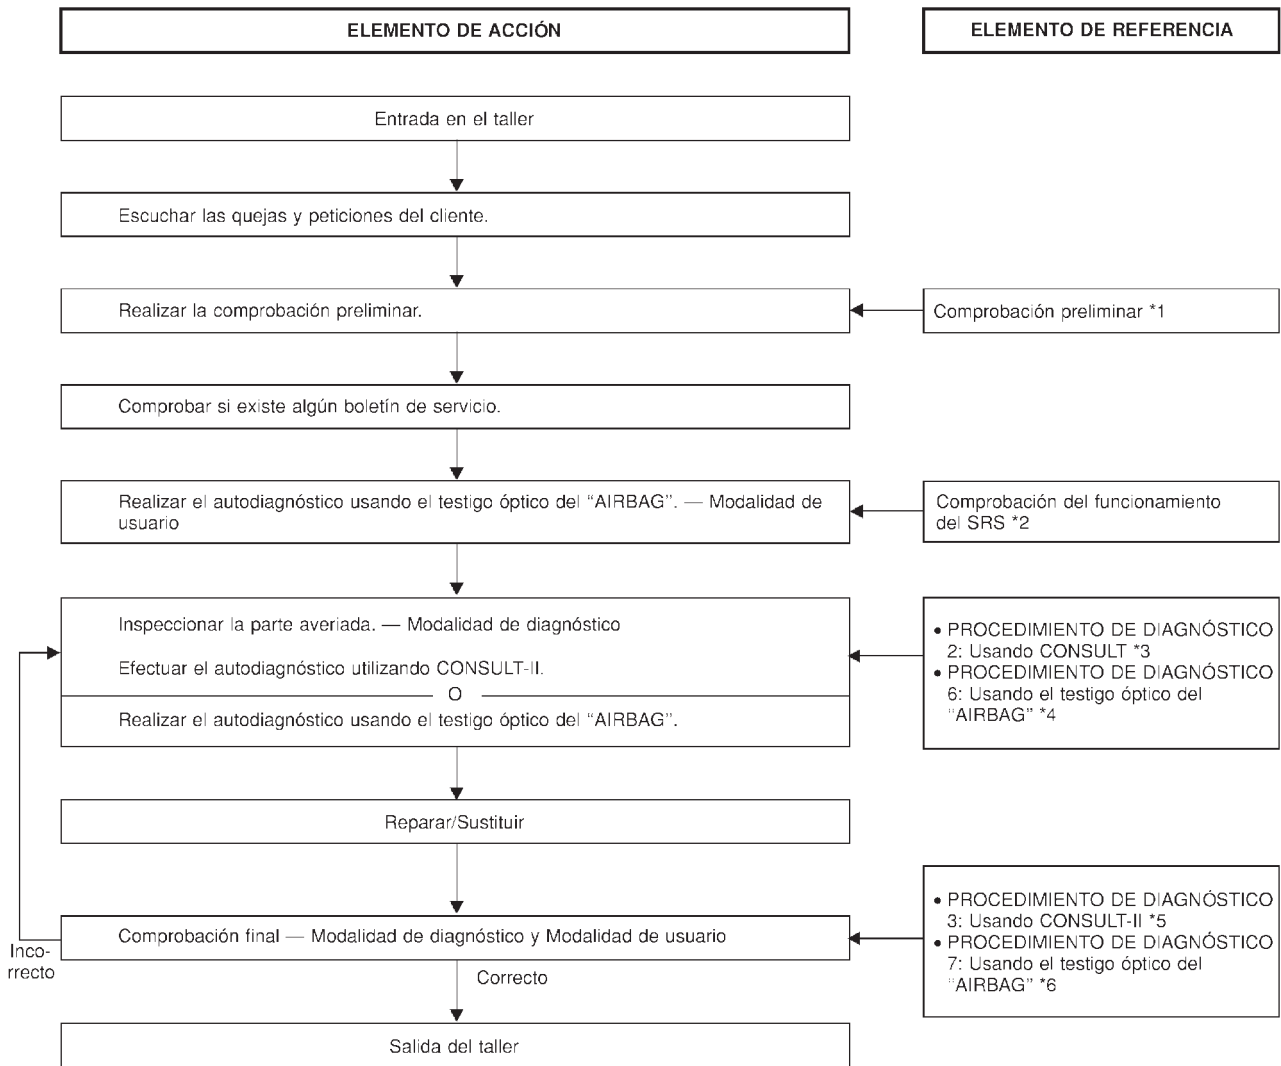 ELEMENTO DE ACCIÓN
ELEMENTO DE REFERENCIA
Entrada en el taller
Escuchar las quejas y peticiones del cliente.
Realizar la comprobación preliminar.
Comprobación preliminar *1
Comprobar si existe algún boletín de servicio.
Realizar el autodiagnóstico usando el testigo óptico del “AIRBAG”. — Modalidad de
usuario
Comprobación del funcionamiento
del SRS *2
Inspeccionar la parte averiada. — Modalidad de diagnóstico
Efectuar el autodiagnóstico utilizando CONSULT-II.
O
Realizar el autodiagnóstico usando el testigo óptico del “AIRBAG”.
• PROCEDIMIENTO DE DIAGNÓSTICO
2: Usando CONSULT *3
• PROCEDIMIENTO DE DIAGNÓSTICO
6: Usando el testigo óptico del
“AIRBAG” *4
Reparar/Sustituir
Comprobación final — Modalidad de diagnóstico y Modalidad de usuario
• PROCEDIMIENTO DE DIAGNÓSTICO
3: Usando CONSULT-II *5
• PROCEDIMIENTO DE DIAGNÓSTICO
7: Usando el testigo óptico del
“AIRBAG” *6
Inco-
rrecto
Correcto
Salida del taller